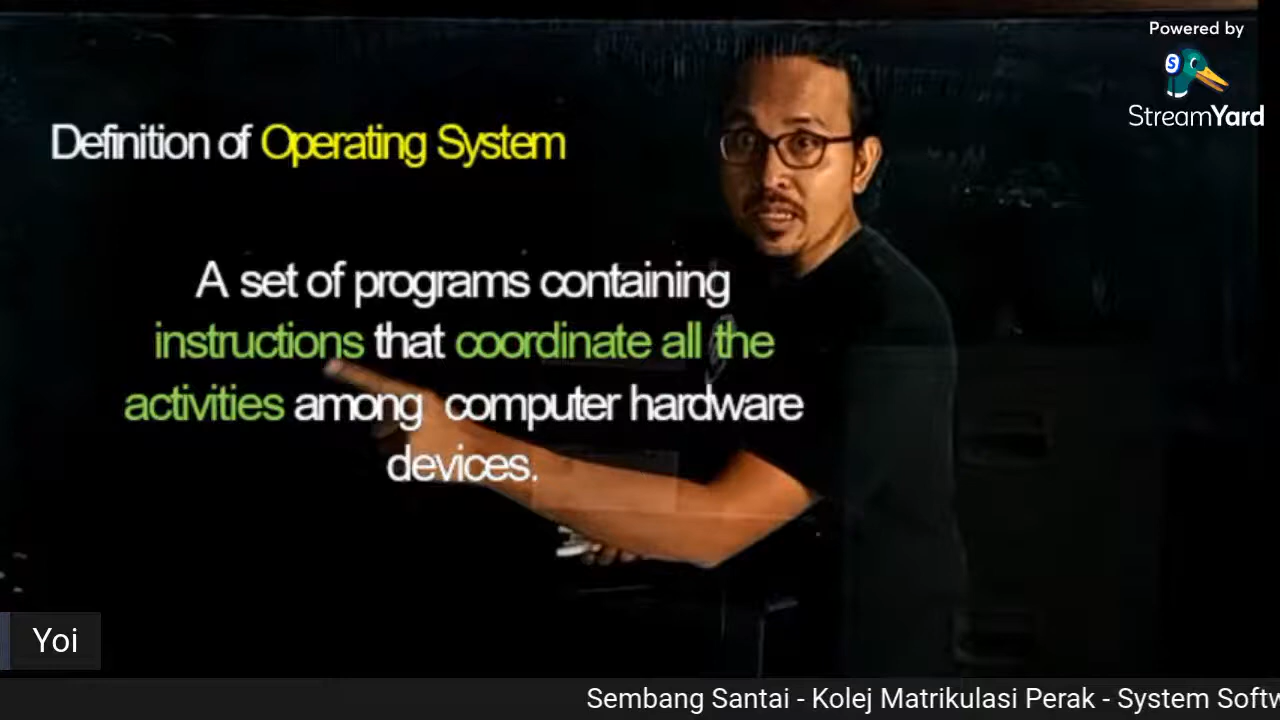 Powered by
StreamYard
Definition of Operating System
A set of programs containing
instructions that coordinate all the
activities among computer hardware
devices.
Yoi
Sembang Santai - Kolej Matrikulasi Perak - System Softw